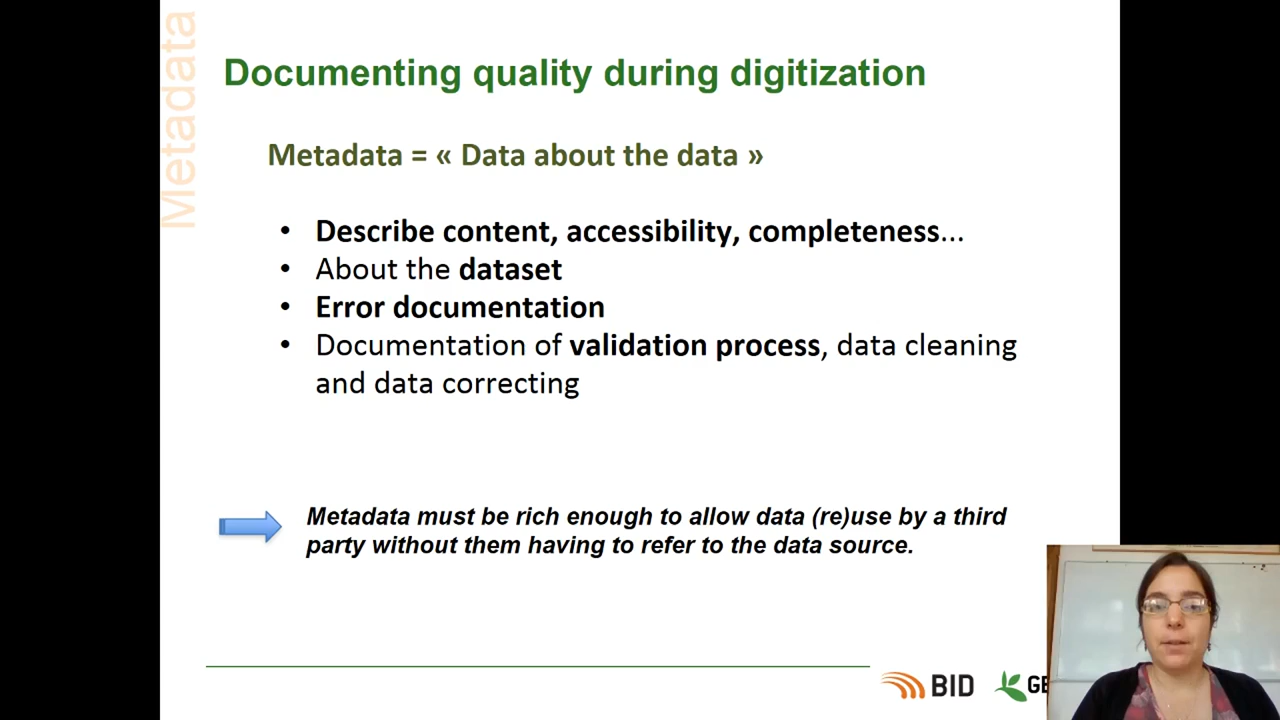 Metadata
Documenting quality during digitization
Metadata = « Data about the data »
• Describe content, accessibility, completeness...
• About the dataset
• Error documentation
• Documentation of validation process, data cleaning
and data correcting
Metadata must be rich enough to allow data (re)use by a third
party without them having to refer to the data source.
BID